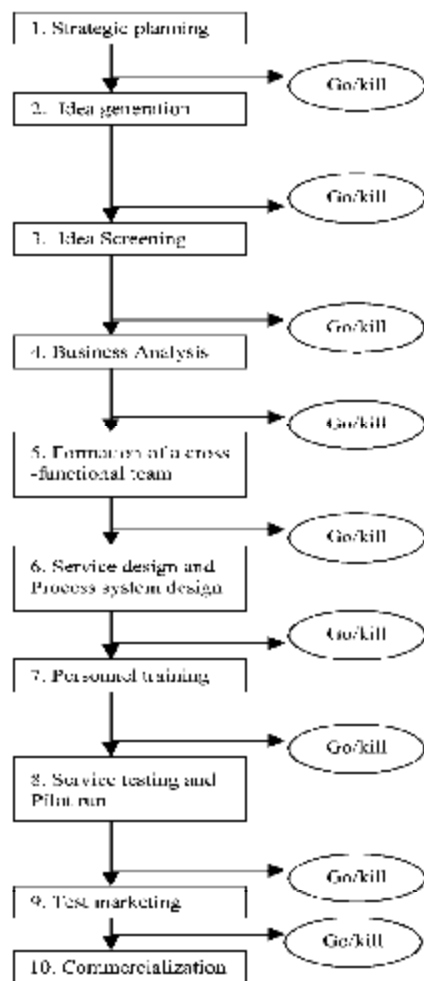 1. Strategic planning
Go/kill
2. Idea generation
Go/kill
3. Idea Screening
Go/kill
4. Business Analysis
Go/kill
5. Formation of a cross
-functional team
Go/kill
6. Service design and
Process system design
Go/kill
7. Personnel training
Go/kill
8. Service testing and
Pilot run
Go/kill
9. Test marketing
Go/kill
10. Commercialization